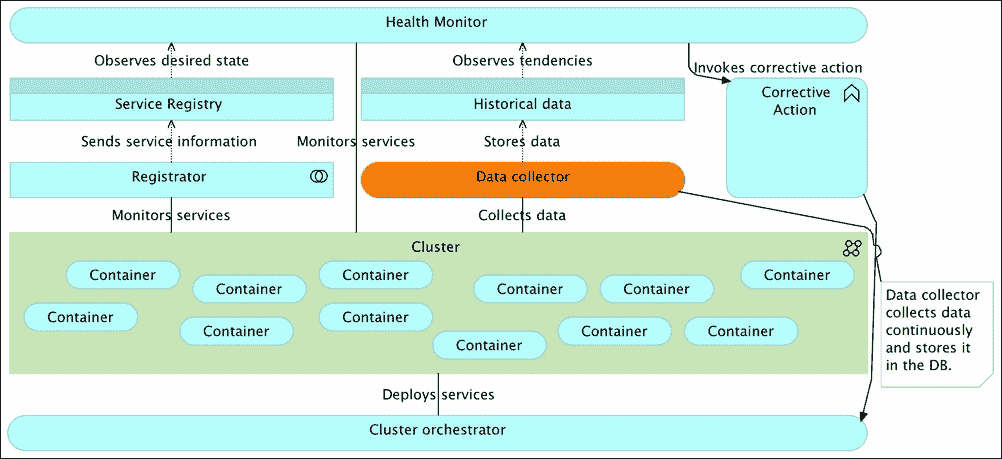 Health Monitor
Observes desired state
Observes tendencies
Invokes corrective action
Service Registry
Historical data
Corrective
Action
Sends service information
Monitors services
Stores data
Registrator
Data collector
Monitors services
Collects data
Cluster
Container
Container
Container
Container
Container
Container
Container
Container
Container
Container
Container
Container
Data collector
collects data
continuously
and stores it
in the DB.
Deploys services
Cluster orchestrator